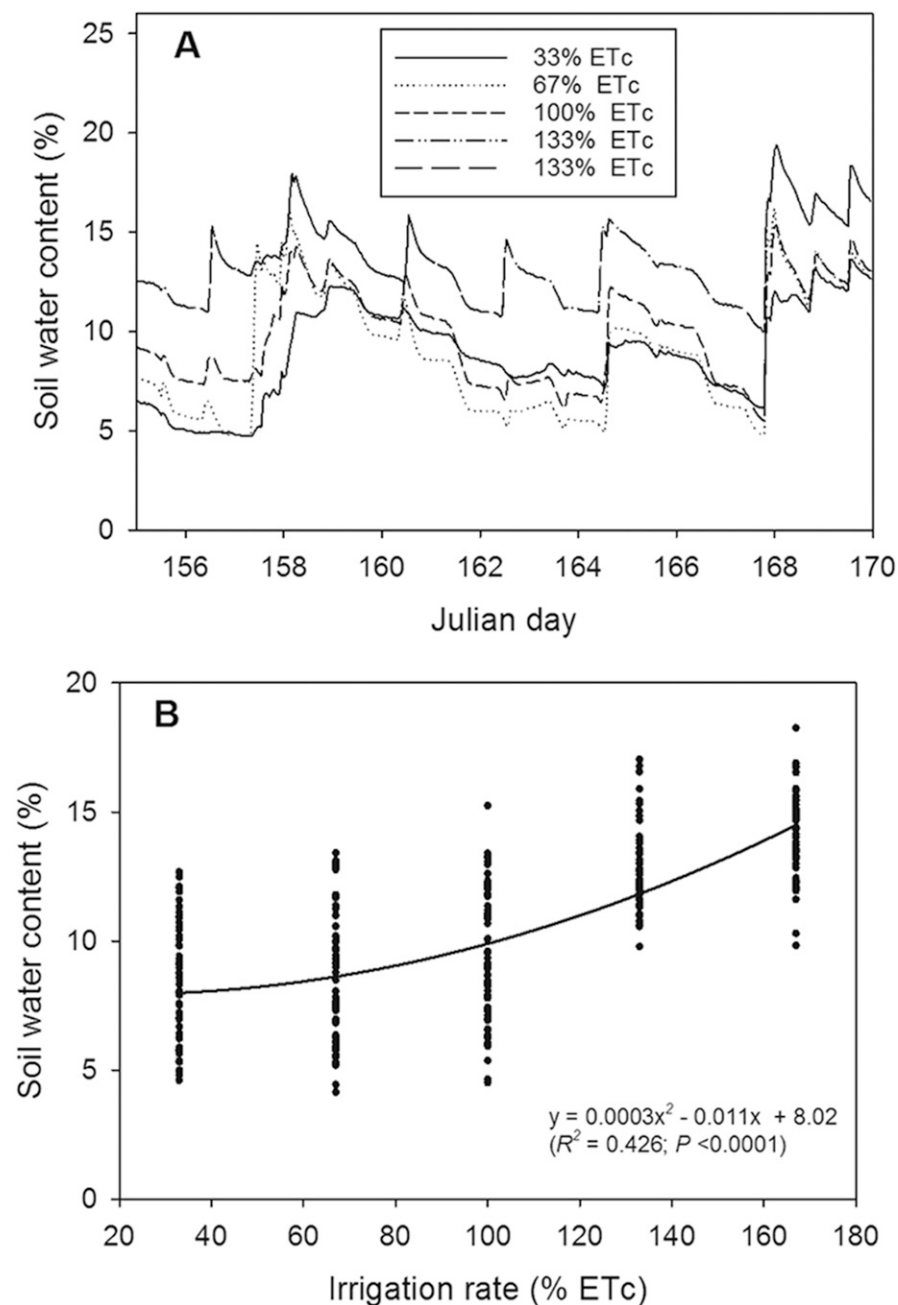 A
33% ETc
67% ETc
100% ETc
133% ETc
133% ETc
25
20
15
10
5
0
Soil water content (%)
156 158 160 162 164 166 168 170
Julian day
B
20
15
10
5
0
Soil water content (%)
y = 0.0003x² - 0.011x + 8.02
(R² = 0.426; P <0.0001)
20 40 60 80 100 120 140 160 180
Irrigation rate (% ETc)